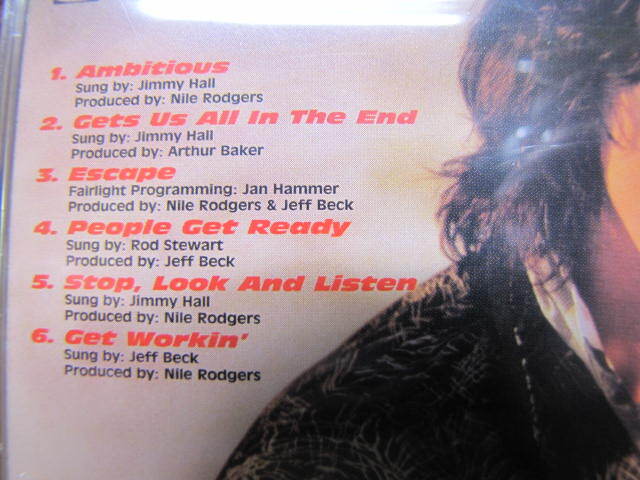 1. Ambitious
Sung by: Jimmy Hall
Produced by: Nile Rodgers
2. Gets Us All In The End
Sung by: Jimmy Hall
Produced by: Arthur Baker
3. Escape
Fairlight Programming: Jan Hammer
Produced by: Nile Rodgers & Jeff Beck
4. People Get Ready
Sung by: Rod Stewart
Produced by: Jeff Beck
5. Stop, Look And Listen
Sung by: Jimmy Hall
Produced by: Nile Rodgers
6. Get Workin'
Sung by: Jeff Beck
Produced by: Nile Rodgers